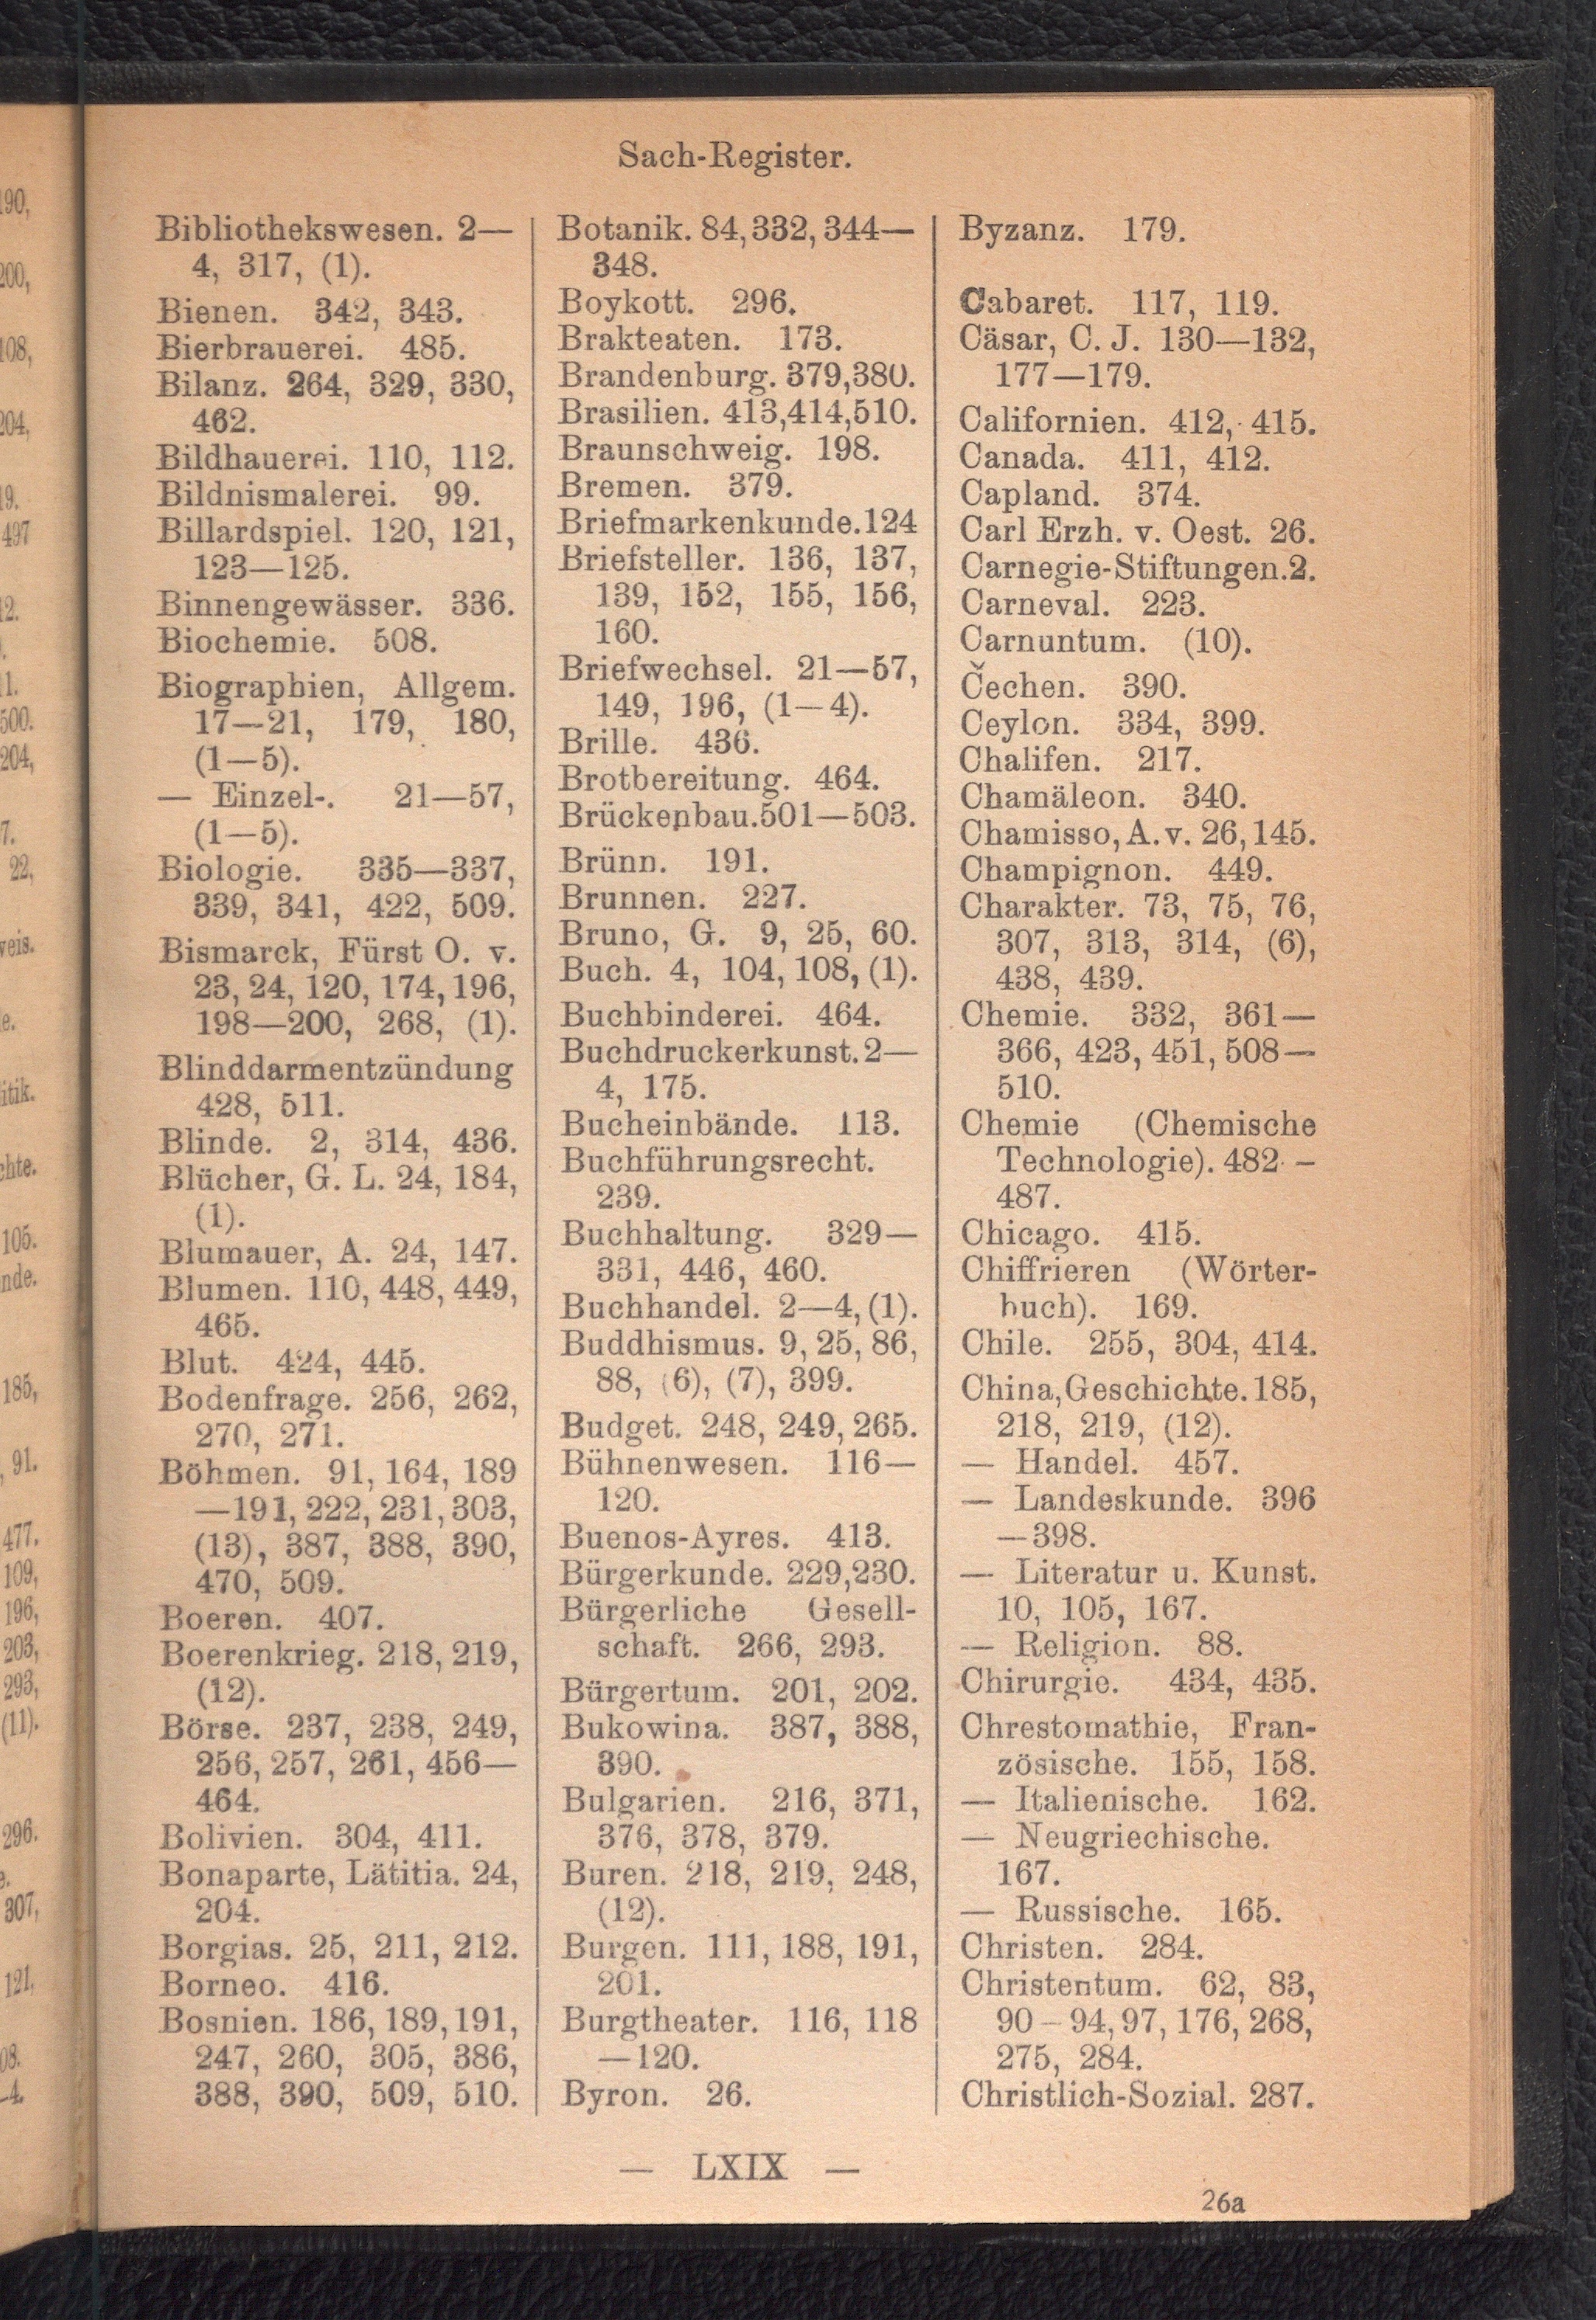 Sach-Register.
Bibliothekswesen. 2—
4, 317, (1).
Bienen. 342, 343.
Bierbrauerei. 485.
Bilanz. 264, 329, 330,
462.
Bildhauerei. 110, 112.
Bildnismalerei. 99.
Billardspiel. 120, 121,
123—125.
Binnengewässer. 336.
Biochemie. 508.
Biographien, Allgem.
17—21, 179, 180,
(1—5).
— Einzel-. 21—57,
(1—5).
Biologie. 335—337,
339, 341, 422, 509.
Bismarck, Fürst O. v.
23, 24, 120, 174, 196,
198—200, 268, (1).
Blinddarmentzündung
428, 511.
Blinde. 2, 314, 436.
Blücher, G. L. 24, 184,
(1).
Blumauer, A. 24, 147.
Blumen. 110, 448, 449,
465.
Blut. 424, 445.
Bodenfrage. 256, 262,
270, 271.
Böhmen. 91, 164, 189
—191, 222, 231, 303,
(13), 387, 388, 390,
470, 509.
Boeren. 407.
Boerenkrieg. 218, 219,
(12).
Börse. 237, 238, 249,
256, 257, 261, 456—
464.
Bolivien. 304, 411.
Bonaparte, Lätitia. 24,
204.
Borgias. 25, 211, 212.
Borneo. 416.
Bosnien. 186, 189, 191,
247, 260, 305, 386,
388, 390, 509, 510.
Botanik. 84, 332, 344—
348.
Boykott. 296.
Brakteaten. 173.
Brandenburg. 379,380.
Brasilien. 413,414,510.
Braunschweig. 198.
Bremen. 379.
Briefmarkenkunde.124
Briefsteller. 136, 137,
139, 152, 155, 156,
160.
Briefwechsel. 21—57,
149, 196, (1—4).
Brille. 436.
Brotbereitung. 464.
Brückenbau.501—503.
Brünn. 191.
Brunnen. 227.
Bruno, G. 9, 25, 60.
Buch. 4, 104, 108, (1).
Buchbinderei. 464.
Buchdruckerkunst. 2—
4, 175.
Bucheinbände. 113.
Buchführungsrecht.
239.
Buchhaltung. 329—
331, 446, 460.
Buchhandel. 2—4, (1).
Buddhismus. 9, 25, 86,
88, (6), (7), 399.
Budget. 248, 249, 265.
Bühnenwesen. 116—
120.
Buenos-Ayres. 413.
Bürgerkunde. 229,230.
Bürgerliche Gesell-
schaft. 266, 293.
Bürgertum. 201, 202.
Bukowina. 387, 388,
390.
Bulgarien. 216, 371,
376, 378, 379.
Buren. 218, 219, 248,
(12).
Burgen. 111, 188, 191,
201.
Burgtheater. 116, 118
—120.
Byron. 26.
Byzanz. 179.
Cabaret. 117, 119.
Cäsar, C. J. 130—132,
177—179.
Californien. 412, 415.
Canada. 411, 412.
Capland. 374.
Carl Erzh. v. Oest. 26.
Carnegie-Stiftungen.2.
Carneval. 223.
Carnuntum. (10).
Čechen. 390.
Ceylon. 334, 399.
Chalifen. 217.
Chamäleon. 340.
Chamisso, A. v. 26, 145.
Champignon. 449.
Charakter. 73, 75, 76,
307, 313, 314, (6),
438, 439.
Chemie. 332, 361—
366, 423, 451, 508—
510.
Chemie (Chemische
Technologie). 482 –
487.
Chicago. 415.
Chiffrieren (Wörter-
buch). 169.
Chile. 255, 304, 414.
China, Geschichte. 185,
218, 219, (12).
— Handel. 457.
— Landeskunde. 396
—398.
— Literatur u. Kunst.
10, 105, 167.
— Religion. 88.
Chirurgie. 434, 435.
Chrestomathie, Fran-
zösische. 155, 158.
— Italienische. 162.
— Neugriechische.
167.
— Russische. 165.
Christen. 284.
Christentum. 62, 83,
90 – 94, 97, 176, 268,
275, 284.
Christlich-Sozial. 287.
— LXIX —
26a